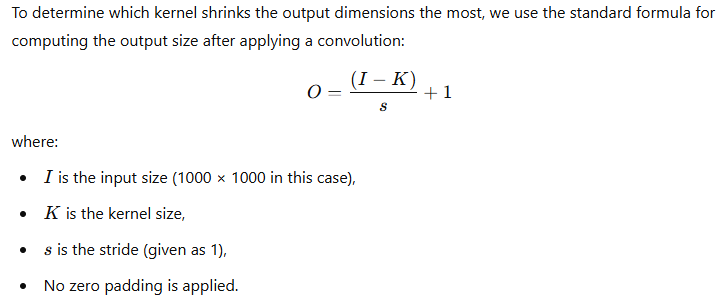 To determine which kernel shrinks the output dimensions the most, we use the standard formula for
computing the output size after applying a convolution:
O = (I − K) / s + 1
where:
• I is the input size (1000 × 1000 in this case),
• K is the kernel size,
• s is the stride (given as 1),
• No zero padding is applied.